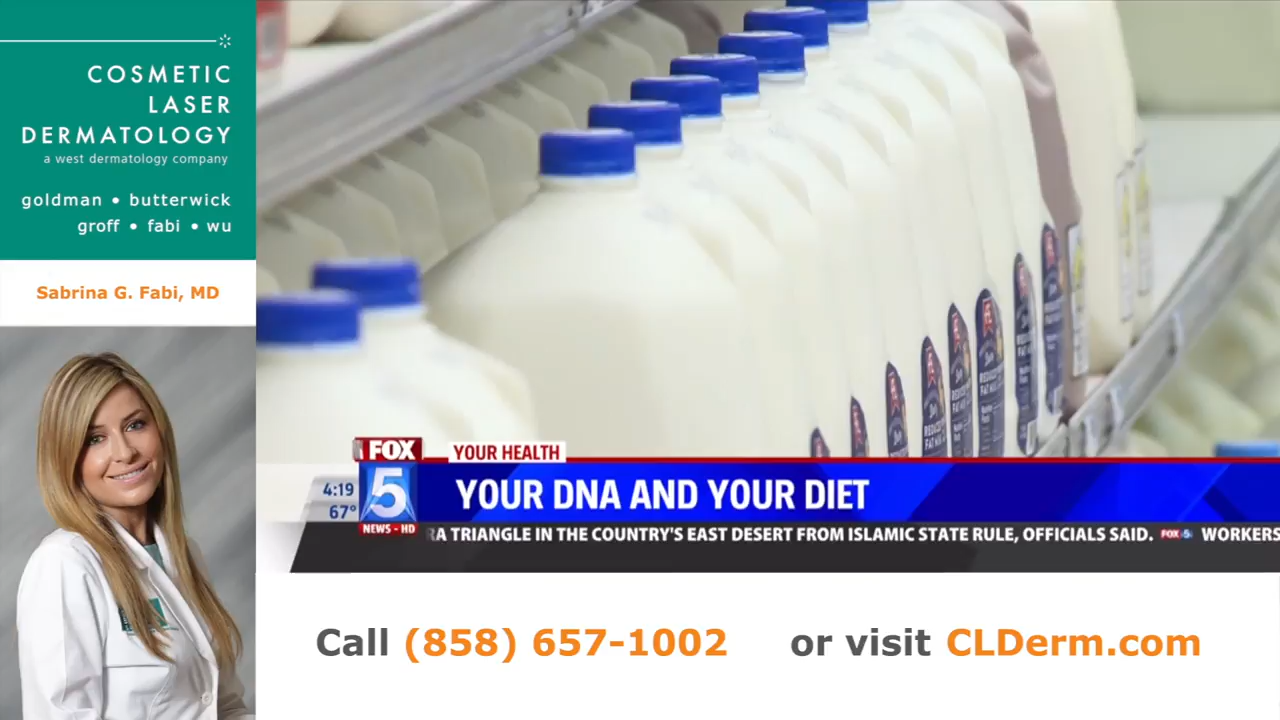 COSMETIC
LASER
DERMATOLOGY
a west dermatology company
goldman • butterwick
groff • fabi • wu
Sabrina G. Fabi, MD
FOX
5
NEWS - HD
4:19
67°
YOUR HEALTH
YOUR DNA AND YOUR DIET
RA TRIANGLE IN THE COUNTRY'S EAST DESERT FROM ISLAMIC STATE RULE, OFFICIALS SAID. FOX 5 WORKERS
Call (858) 657-1002 or visit CLDerm.com